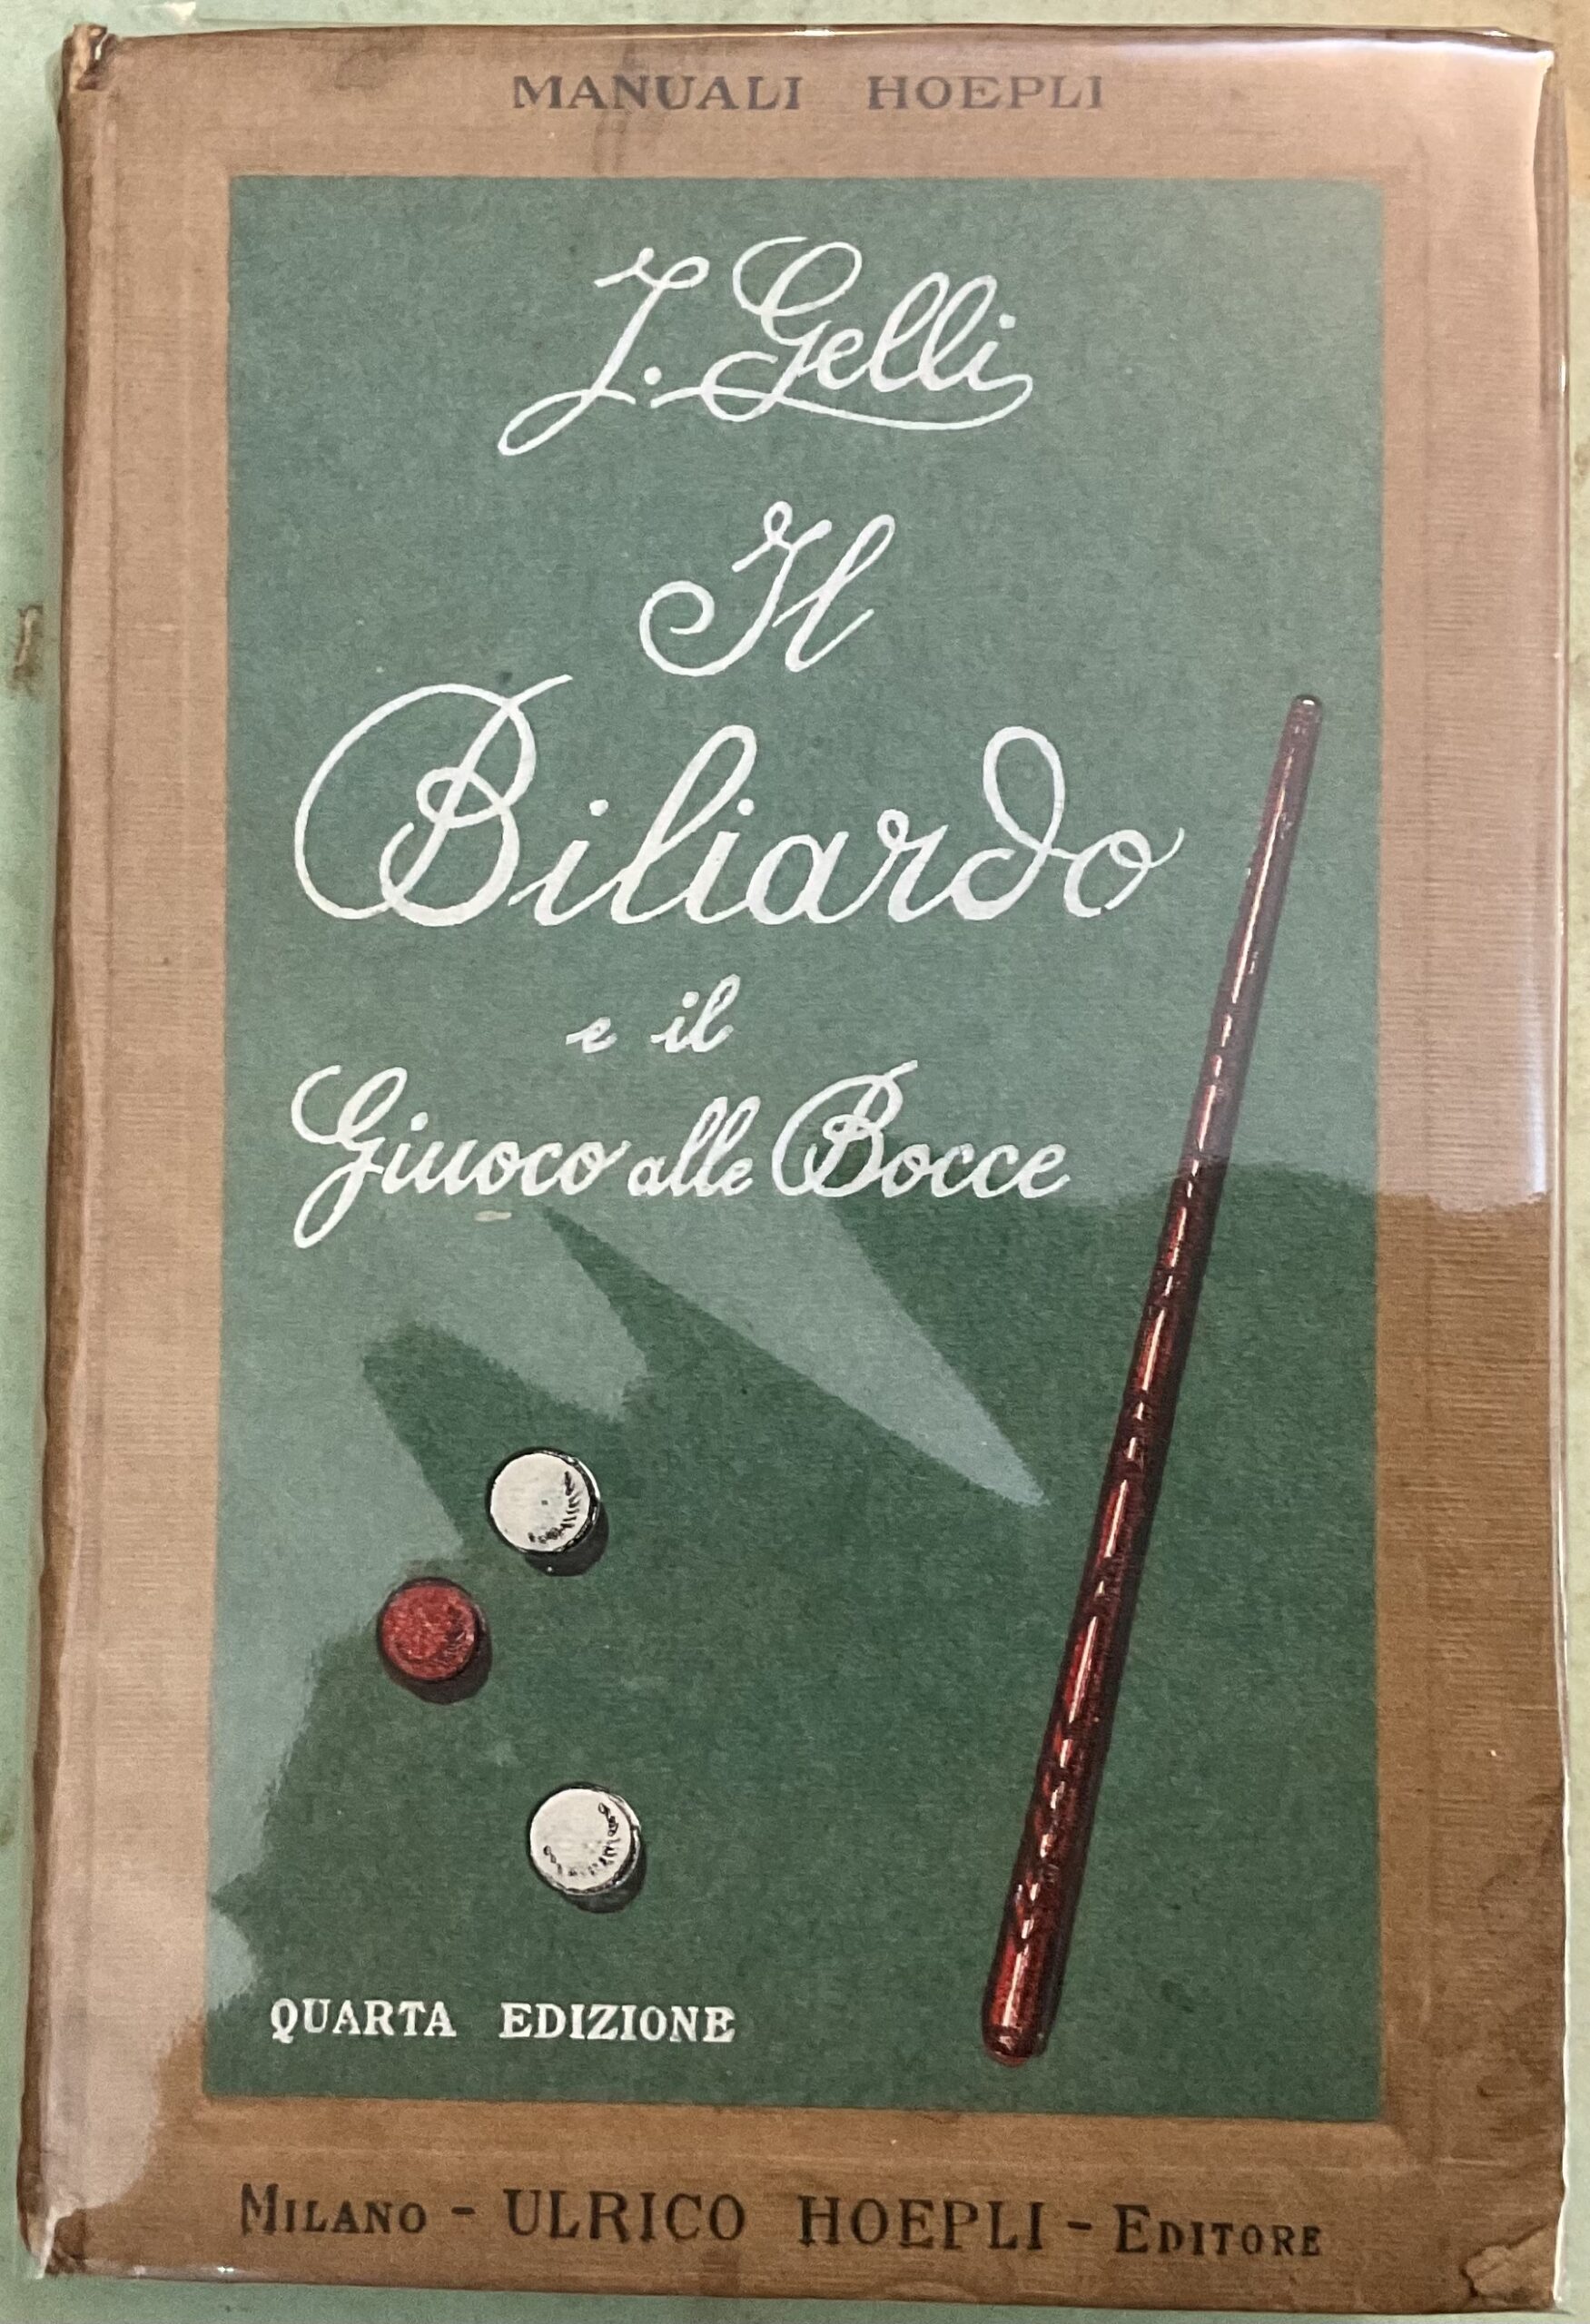 MANUALI HOEPLI
J. Gelli
Il
Biliardo
e il
Giuoco alle Bocce
QUARTA EDIZIONE
MILANO - ULRICO HOEPLI - EDITORE